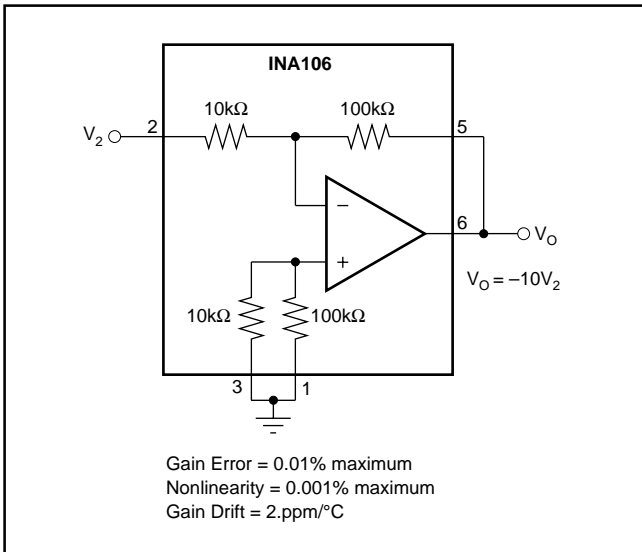 INA106
10kΩ
100kΩ
V2
2
5
−
6
VO
+
VO = –10V2
10kΩ
100kΩ
3
1
Gain Error = 0.01% maximum
Nonlinearity = 0.001% maximum
Gain Drift = 2.ppm/°C